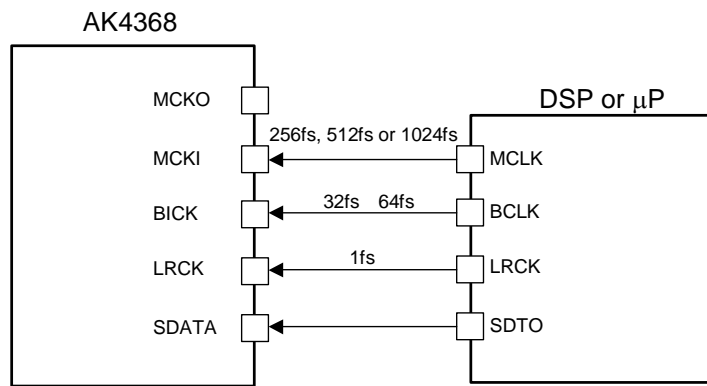 AK4368
DSP or μP
MCKO
256fs, 512fs or 1024fs
MCKI
MCLK
32fs 64fs
BICK
BCLK
1fs
LRCK
LRCK
SDATA
SDTO